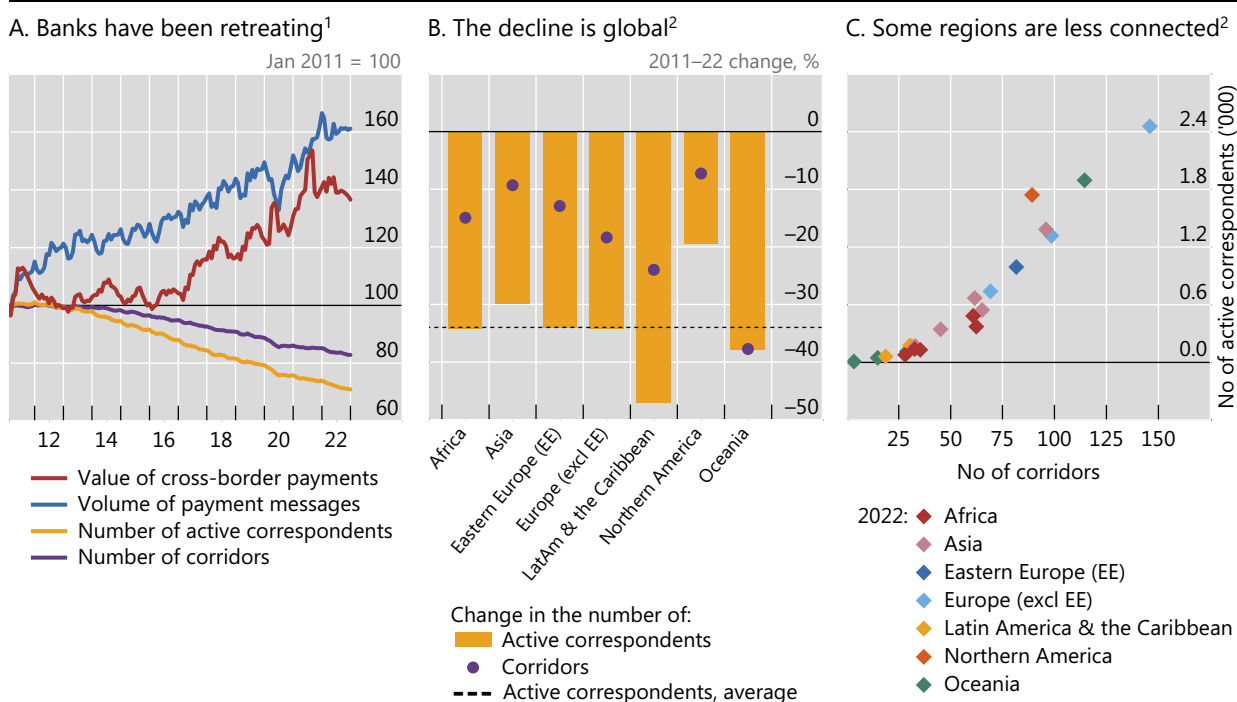 A. Banks have been retreating1
Jan 2011 = 100
160
140
120
100
80
60
12 14 16 18 20 22
Value of cross-border payments
Volume of payment messages
Number of active correspondents
Number of corridors
B. The decline is global2
2011–22 change, %
0
–10
–20
–30
–40
–50
Africa
Asia
Eastern Europe (EE)
Europe (excl EE)
LatAm & the Caribbean
Northern America
Oceania
Change in the number of:
Active correspondents
Corridors
Active correspondents, average
C. Some regions are less connected2
No of active correspondents ('000)
2.4
1.8
1.2
0.6
0.0
25 50 75 100 125 150
No of corridors
2022: Africa
Asia
Eastern Europe (EE)
Europe (excl EE)
Latin America & the Caribbean
Northern America
Oceania